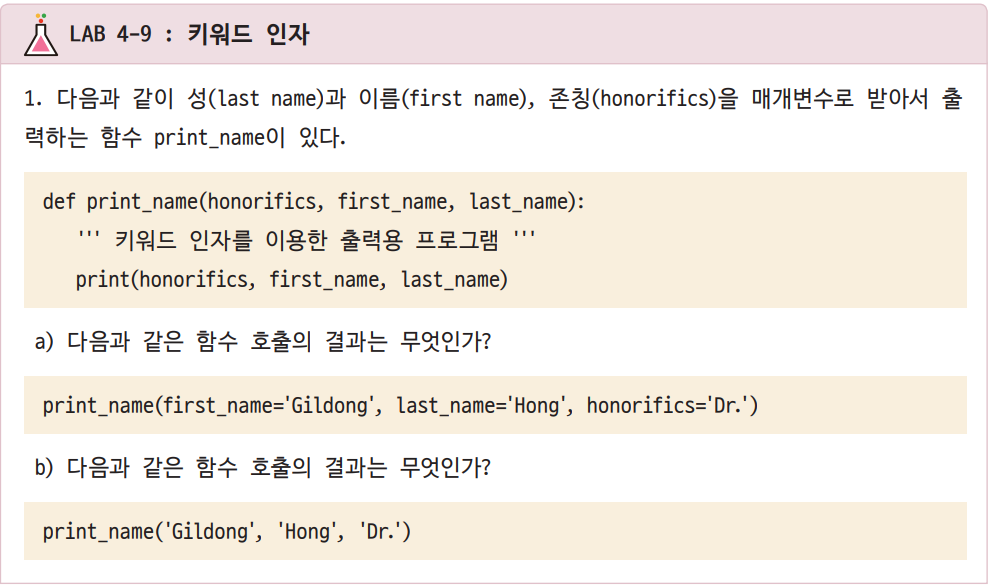 LAB 4-9 : 키워드 인자
1. 다음과 같이 성(last name)과 이름(first name), 존칭(honorifics)을 매개변수로 받아서 출
력하는 함수 print_name이 있다.
def print_name(honorifics, first_name, last_name):
''' 키워드 인자를 이용한 출력용 프로그램 '''
print(honorifics, first_name, last_name)
a) 다음과 같은 함수 호출의 결과는 무엇인가?
print_name(first_name='Gildong', last_name='Hong', honorifics='Dr.')
b) 다음과 같은 함수 호출의 결과는 무엇인가?
print_name('Gildong', 'Hong', 'Dr.')